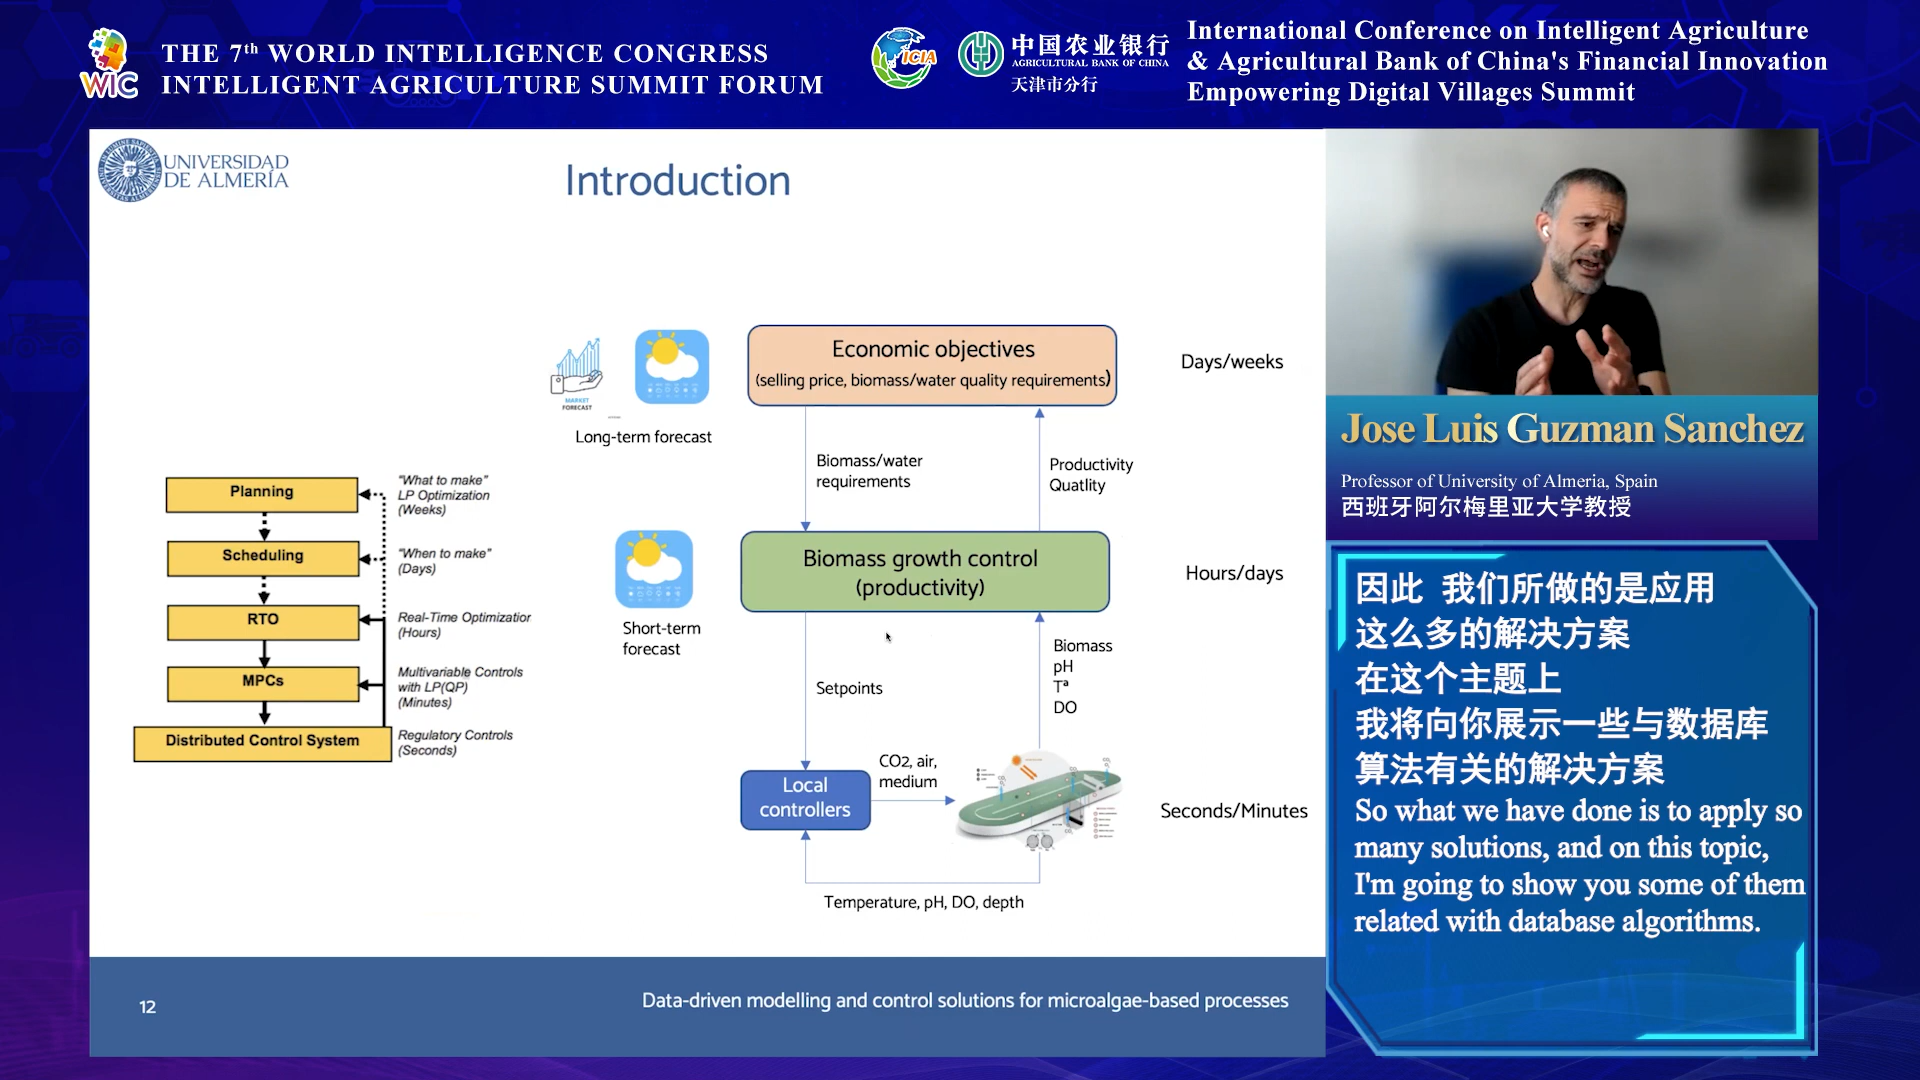 WIC
THE 7th WORLD INTELLIGENCE CONGRESS
INTELLIGENT AGRICULTURE SUMMIT FORUM
ICIA
中国农业银行
AGRICULTURAL BANK OF CHINA
天津市分行
International Conference on Intelligent Agriculture
& Agricultural Bank of China's Financial Innovation
Empowering Digital Villages Summit
UNIVERSIDAD
DE ALMERÍA
Introduction
MARKET
FORECAST
Long-term forecast
Economic objectives
(selling price, biomass/water quality requirements)
Days/weeks
Biomass/water
requirements
Productivity
Quatlity
Short-term
forecast
Biomass growth control
(productivity)
Hours/days
Setpoints
Biomass
pH
Tª
DO
Local
controllers
CO2, air,
medium
Seconds/Minutes
Temperature, pH, DO, depth
Planning
"What to make"
LP Optimization
(Weeks)
Scheduling
"When to make"
(Days)
RTO
Real-Time Optimization
(Hours)
MPCs
Multivariable Controls
with LP(QP)
(Minutes)
Distributed Control System
Regulatory Controls
(Seconds)
12
Data-driven modelling and control solutions for microalgae-based processes
Jose Luis Guzman Sanchez
Professor of University of Almeria, Spain
西班牙阿尔梅里亚大学教授
因此 我们所做的是应用
这么多的解决方案
在这个主题上
我将向你展示一些与数据库
算法有关的解决方案
So what we have done is to apply so
many solutions, and on this topic,
I'm going to show you some of them
related with database algorithms.